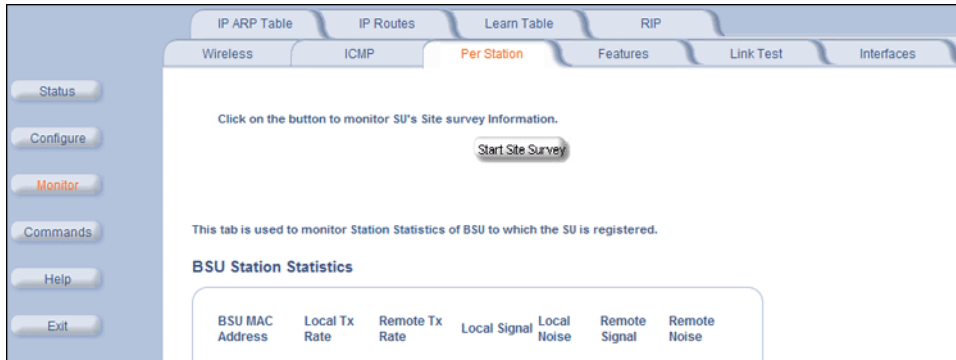 IP ARP Table IP Routes Learn Table RIP
Wireless ICMP Per Station Features Link Test Interfaces
Status
Configure
Monitor
Commands
Help
Exit
Click on the button to monitor SU's Site survey Information.
Start Site Survey
This tab is used to monitor Station Statistics of BSU to which the SU is registered.
BSU Station Statistics
BSU MAC Address
Local Tx Rate
Remote Tx Rate
Local Signal
Local Noise
Remote Signal
Remote Noise